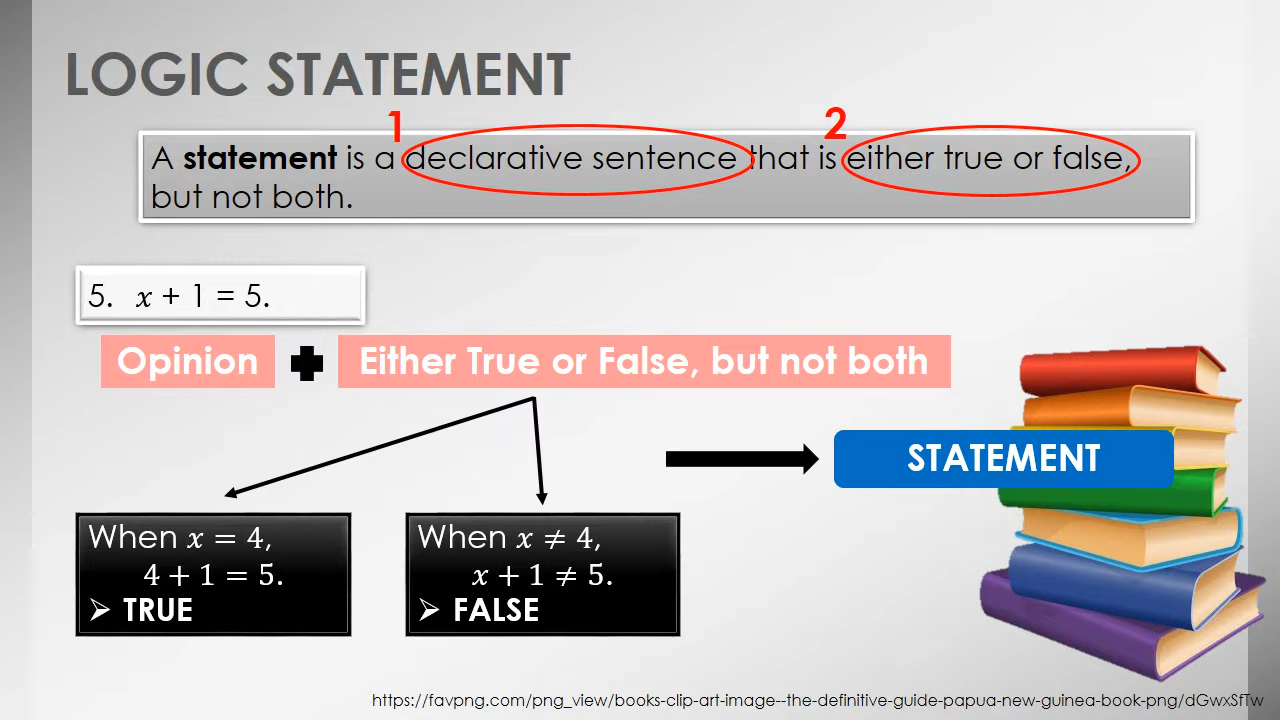 LOGIC STATEMENT
1
2
A statement is a declarative sentence that is either true or false,
but not both.
5. x + 1 = 5.
Opinion
Either True or False, but not both
STATEMENT
When x = 4,
4 + 1 = 5.
➢ TRUE
When x ≠ 4,
x + 1 ≠ 5.
➢ FALSE
https://favpng.com/png_view/books-clip-art-image--the-definitive-guide-papua-new-guinea-book-png/dGwxSfTw